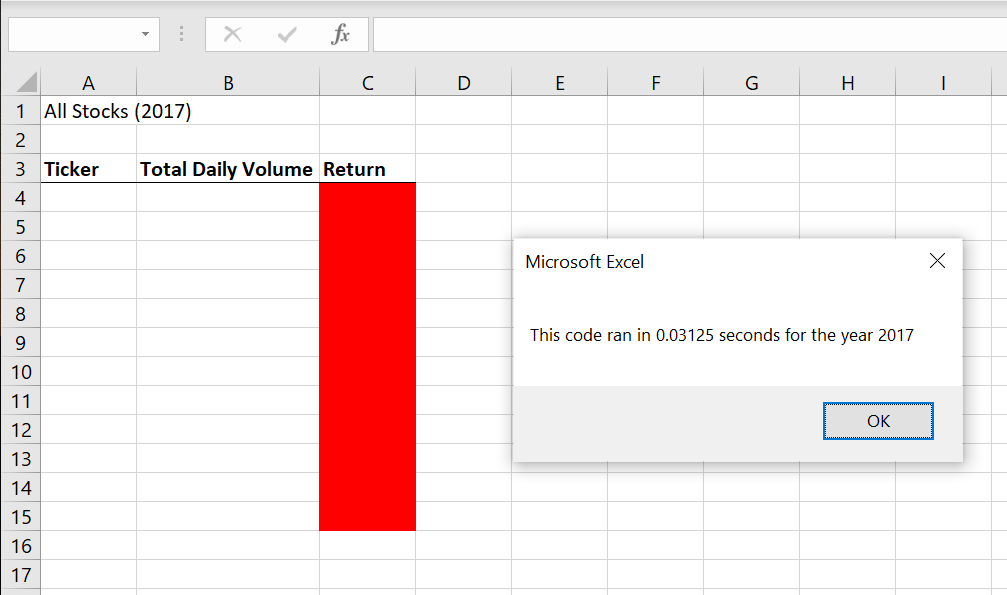 fx
A B C D E F G H I
1 All Stocks (2017)
2
3 Ticker Total Daily Volume Return
4
5
6
7
8
9
10
11
12
13
14
15
16
17
Microsoft Excel
This code ran in 0.03125 seconds for the year 2017
OK